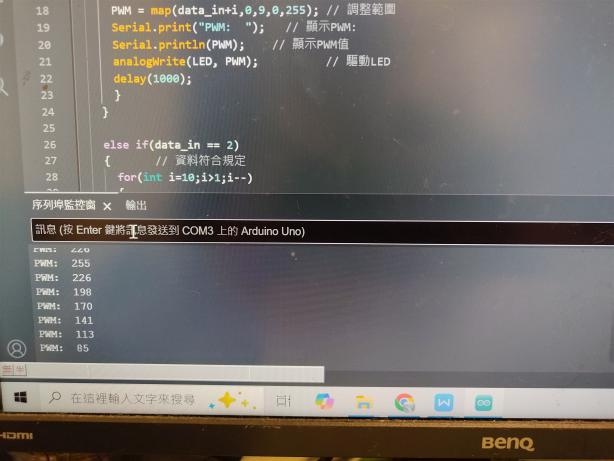 18 PWM = map(data_in+i,0,9,0,255); // 調整範圍
19 Serial.print("PWM:  ");   // 顯示PWM:
20 Serial.println(PWM);    // 顯示PWM值
21 analogWrite(LED, PWM);          // 驅動LED
22 delay(1000);
23 }
24 }
25
26 else if(data_in == 2)
27 {      // 資料符合規定
28 for(int i=10;i>1;i--)
序列埠監控窗 × 輸出
訊息 (按 Enter 鍵將訊息發送到 COM3 上的 Arduino Uno)
PWM:  226
PWM:  255
PWM:  226
PWM:  198
PWM:  170
PWM:  141
PWM:  113
PWM:  85
在這裡輸入文字來搜尋
HDMI
BenQ